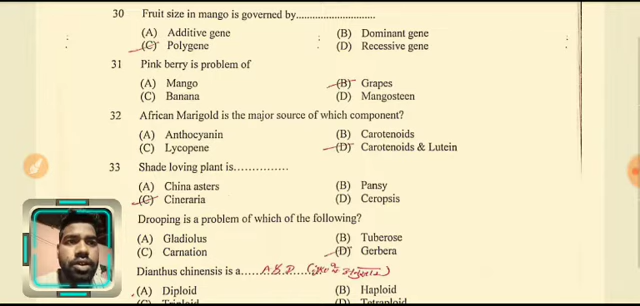 30 Fruit size in mango is governed by............................
(A) Additive gene (B) Dominant gene
(C) Polygene (D) Recessive gene
31 Pink berry is problem of
(A) Mango (B) Grapes
(C) Banana (D) Mangosteen
32 African Marigold is the major source of which component?
(A) Anthocyanin (B) Carotenoids
(C) Lycopene (D) Carotenoids & Lutein
33 Shade loving plant is..............
(A) China asters (B) Pansy
(C) Cineraria (D) Ceropsis
Drooping is a problem of which of the following?
(A) Gladiolus (B) Tuberose
(C) Carnation (D) Gerbera
Dianthus chinensis is a
(A) Diploid (B) Haploid
(C) Triploid (D) Tetraploid